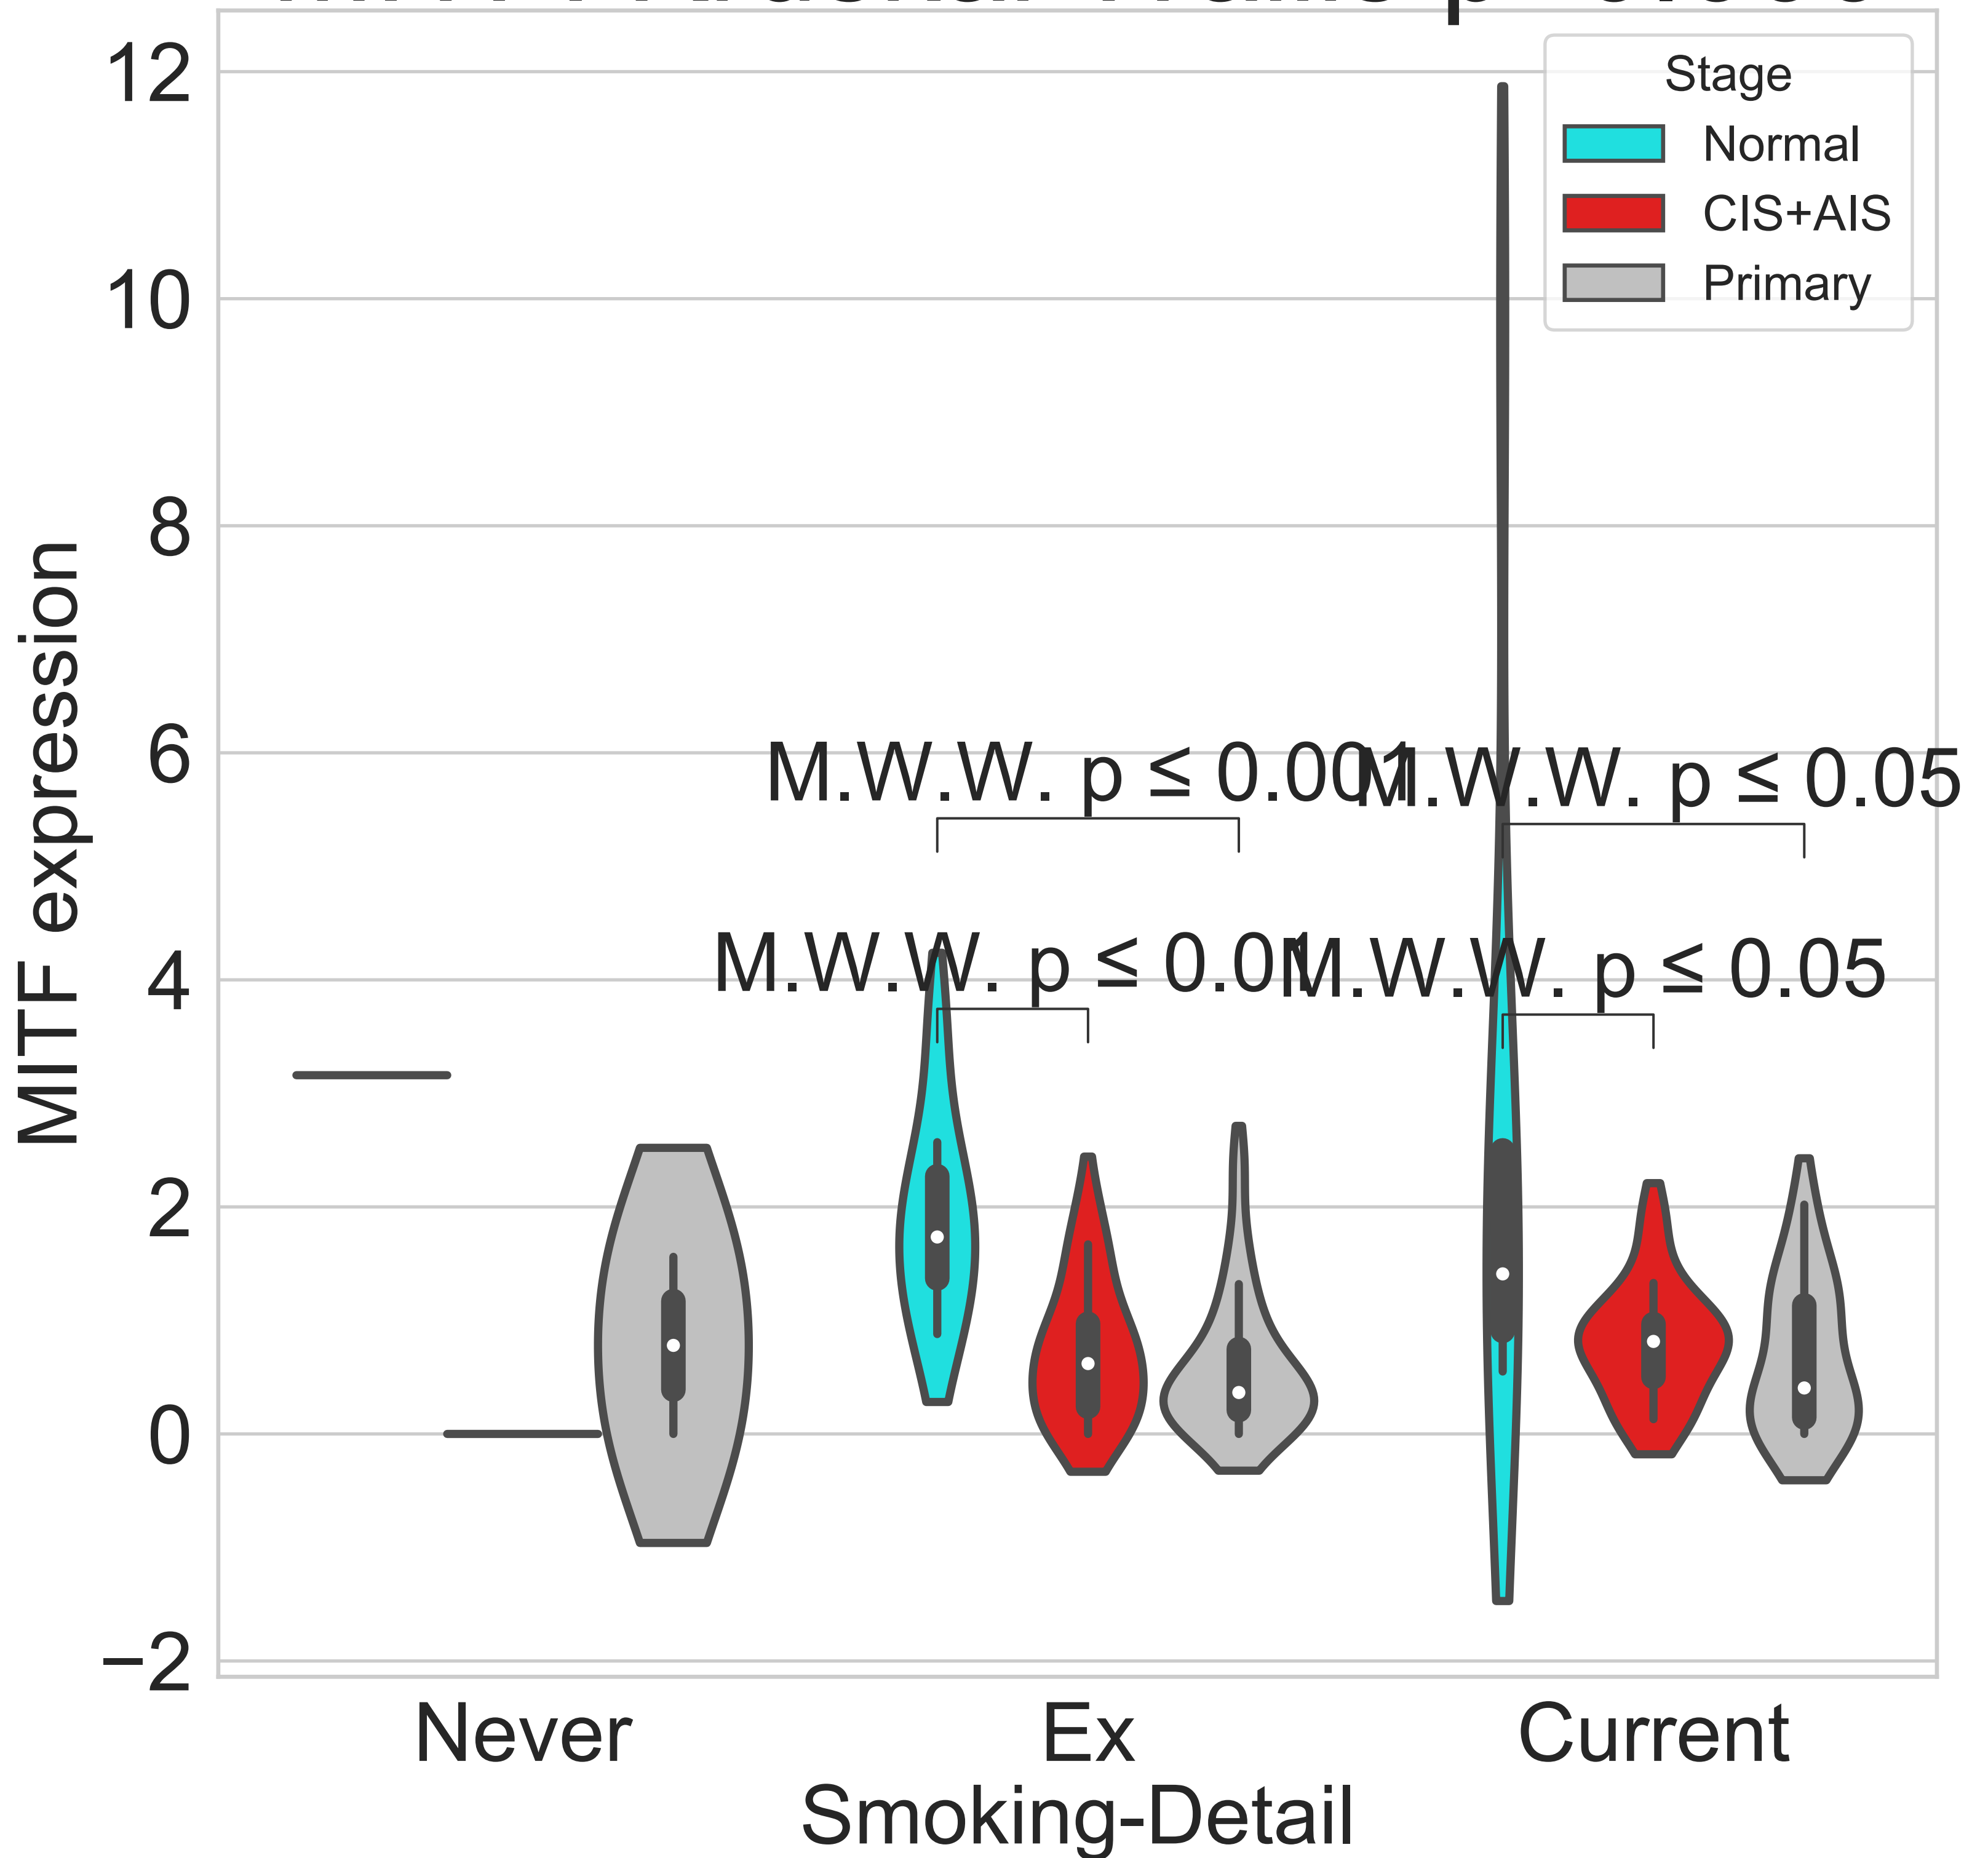 12
10
8
6
4
2
0
−2
MITF expression
Stage
Normal
CIS+AIS
Primary
M.W.W. p ≤ 0.001
M.W.W. p ≤ 0.05
M.W.W. p ≤ 0.01
M.W.W. p ≤ 0.05
Never
Ex
Current
Smoking-Detail